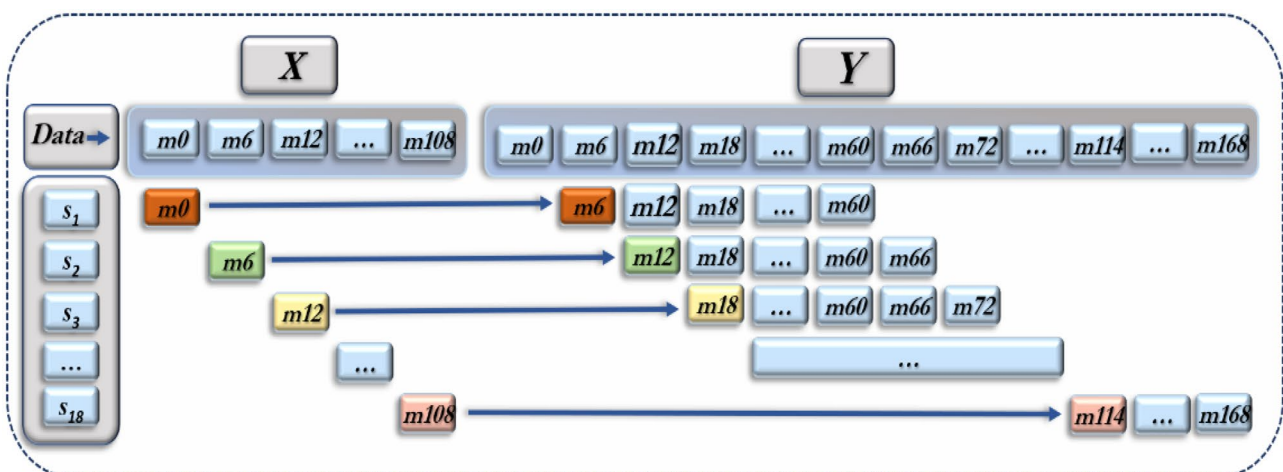 X Y
Data m0 m6 m12 ... m108 m0 m6 m12 m18 ... m60 m66 m72 ... m114 ... m168
s1 m0 m6 m12 m18 ... m60
s2 m6 m12 m18 ... m60 m66
s3 m12 m18 ... m60 m66 m72
... ... ...
s18 m108 m114 ... m168